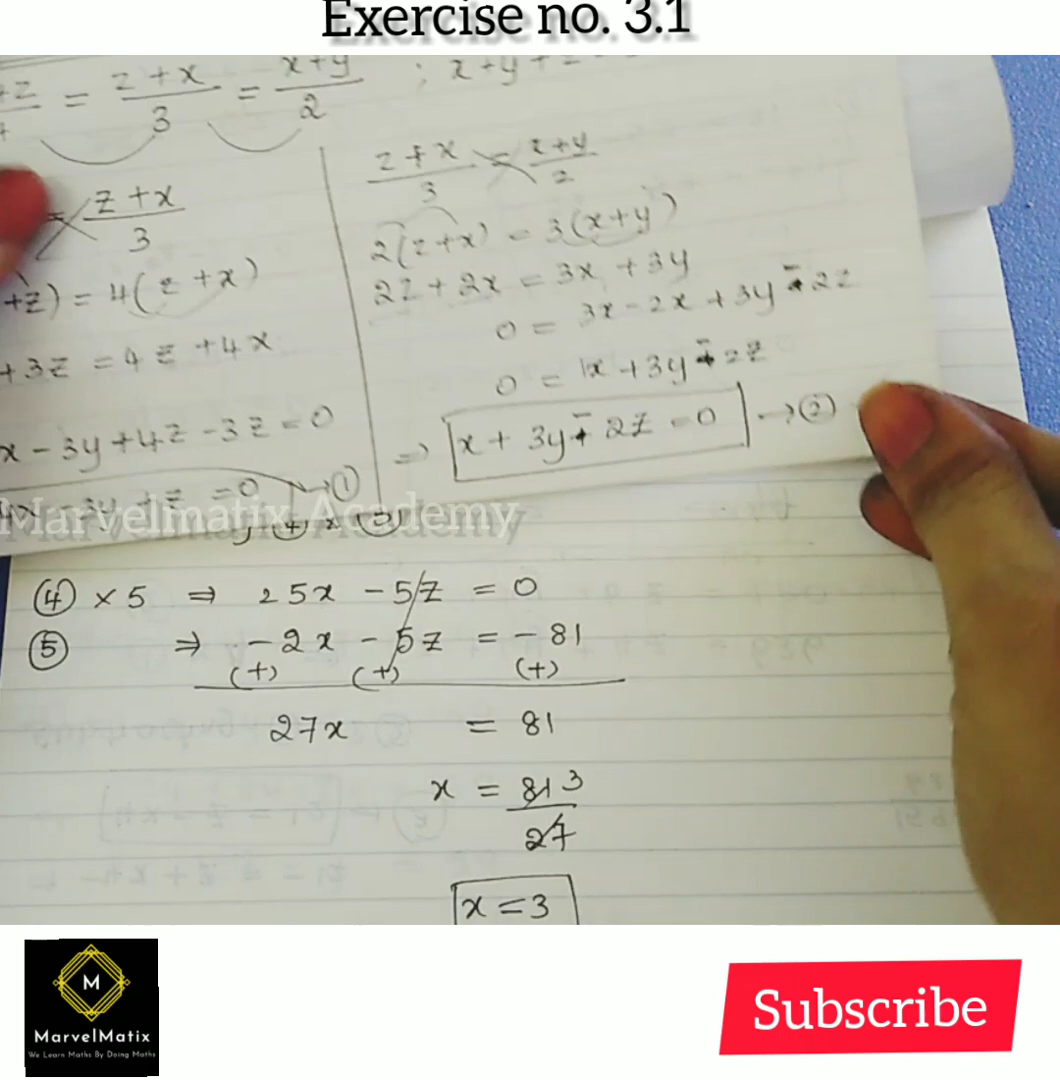 Exercise no. 3.1
+z/4 = z+x/3 = x+y/2 ; x+y+z
= z+x/3
+z) = 4(z+x)
+3z = 4z+4x
x-3y+4z-3z=0
4x-3y+z =0 → ①
z+x/3 = x+y/2
2(z+x) = 3(x+y)
2z+2x = 3x+3y
0 = 3x-2x+3y-2z
0 = 1x+3y-2z
⇒ x+3y-2z=0 → ②
Marvelmatix Academy
④ × 5 ⇒ 25x - 5z = 0
⑤ ⇒ -2x - 5z = -81
(+) (+) (+)
27x = 81
x = 81/27 3
x = 3
M
MarvelMatix
We Learn Maths By Doing Maths
Subscribe